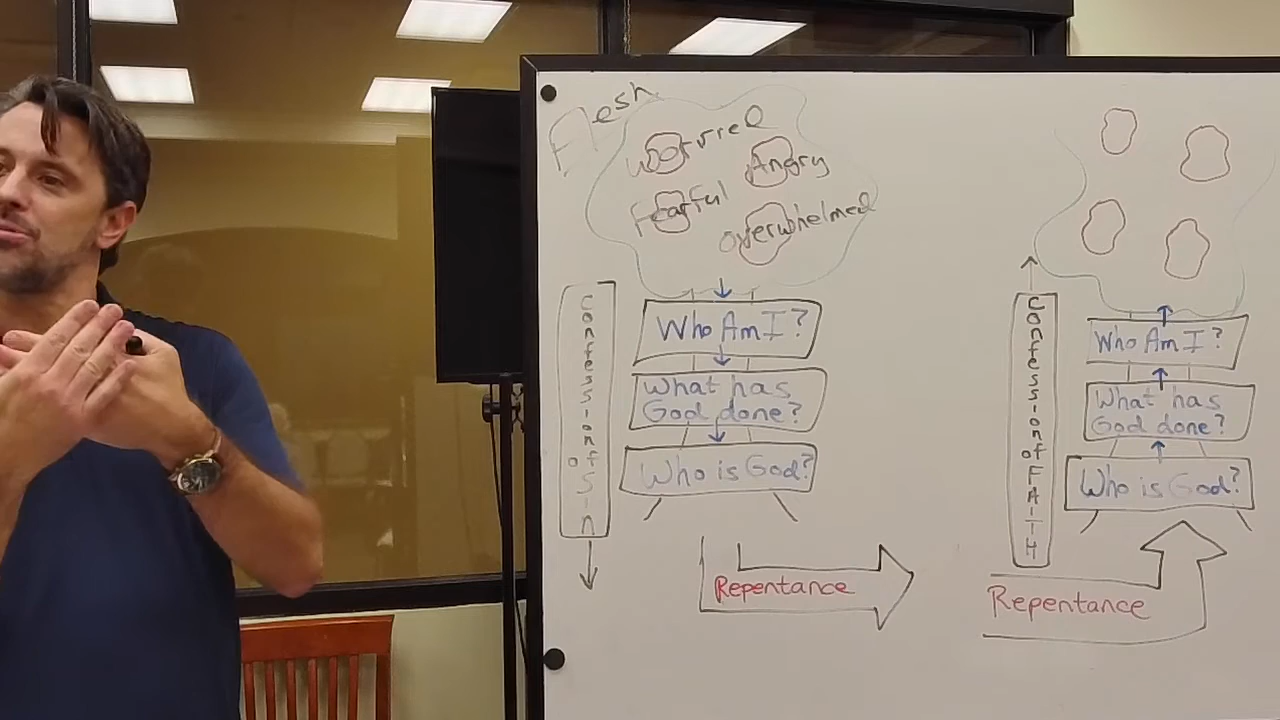 Flesh
worried
Angry
fearful
overwhelmed
Confession of Sin
Who Am I?
What has
God done?
Who is God?
Repentance
Confession of FAITH
Who Am I?
What has
God done?
Who is God?
Repentance